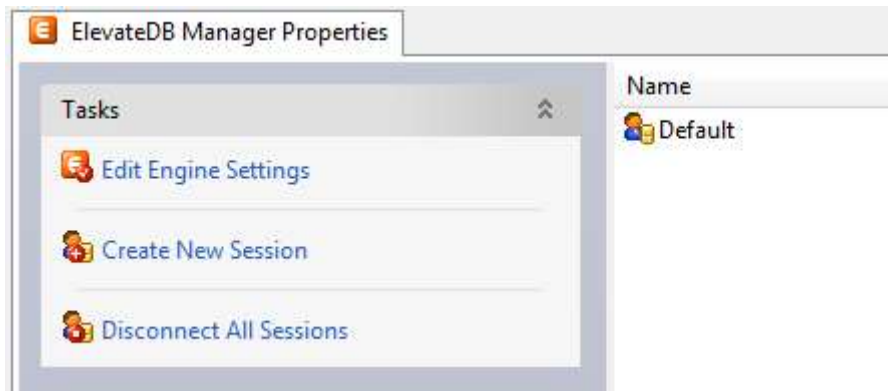 ElevateDB Manager Properties
Tasks
Edit Engine Settings
Create New Session
Disconnect All Sessions
Name
Default